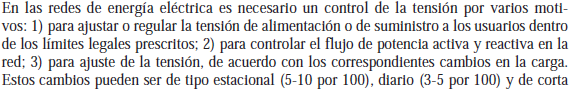 En las redes de energía eléctrica es necesario un control de la tensión por varios moti-
vos: 1) para ajustar o regular la tensión de alimentación o de suministro a los usuarios dentro
de los límites legales prescritos; 2) para controlar el flujo de potencia activa y reactiva en la
red; 3) para ajuste de la tensión, de acuerdo con los correspondientes cambios en la carga.
Estos cambios pueden ser de tipo estacional (5-10 por 100), diario (3-5 por 100) y de corta